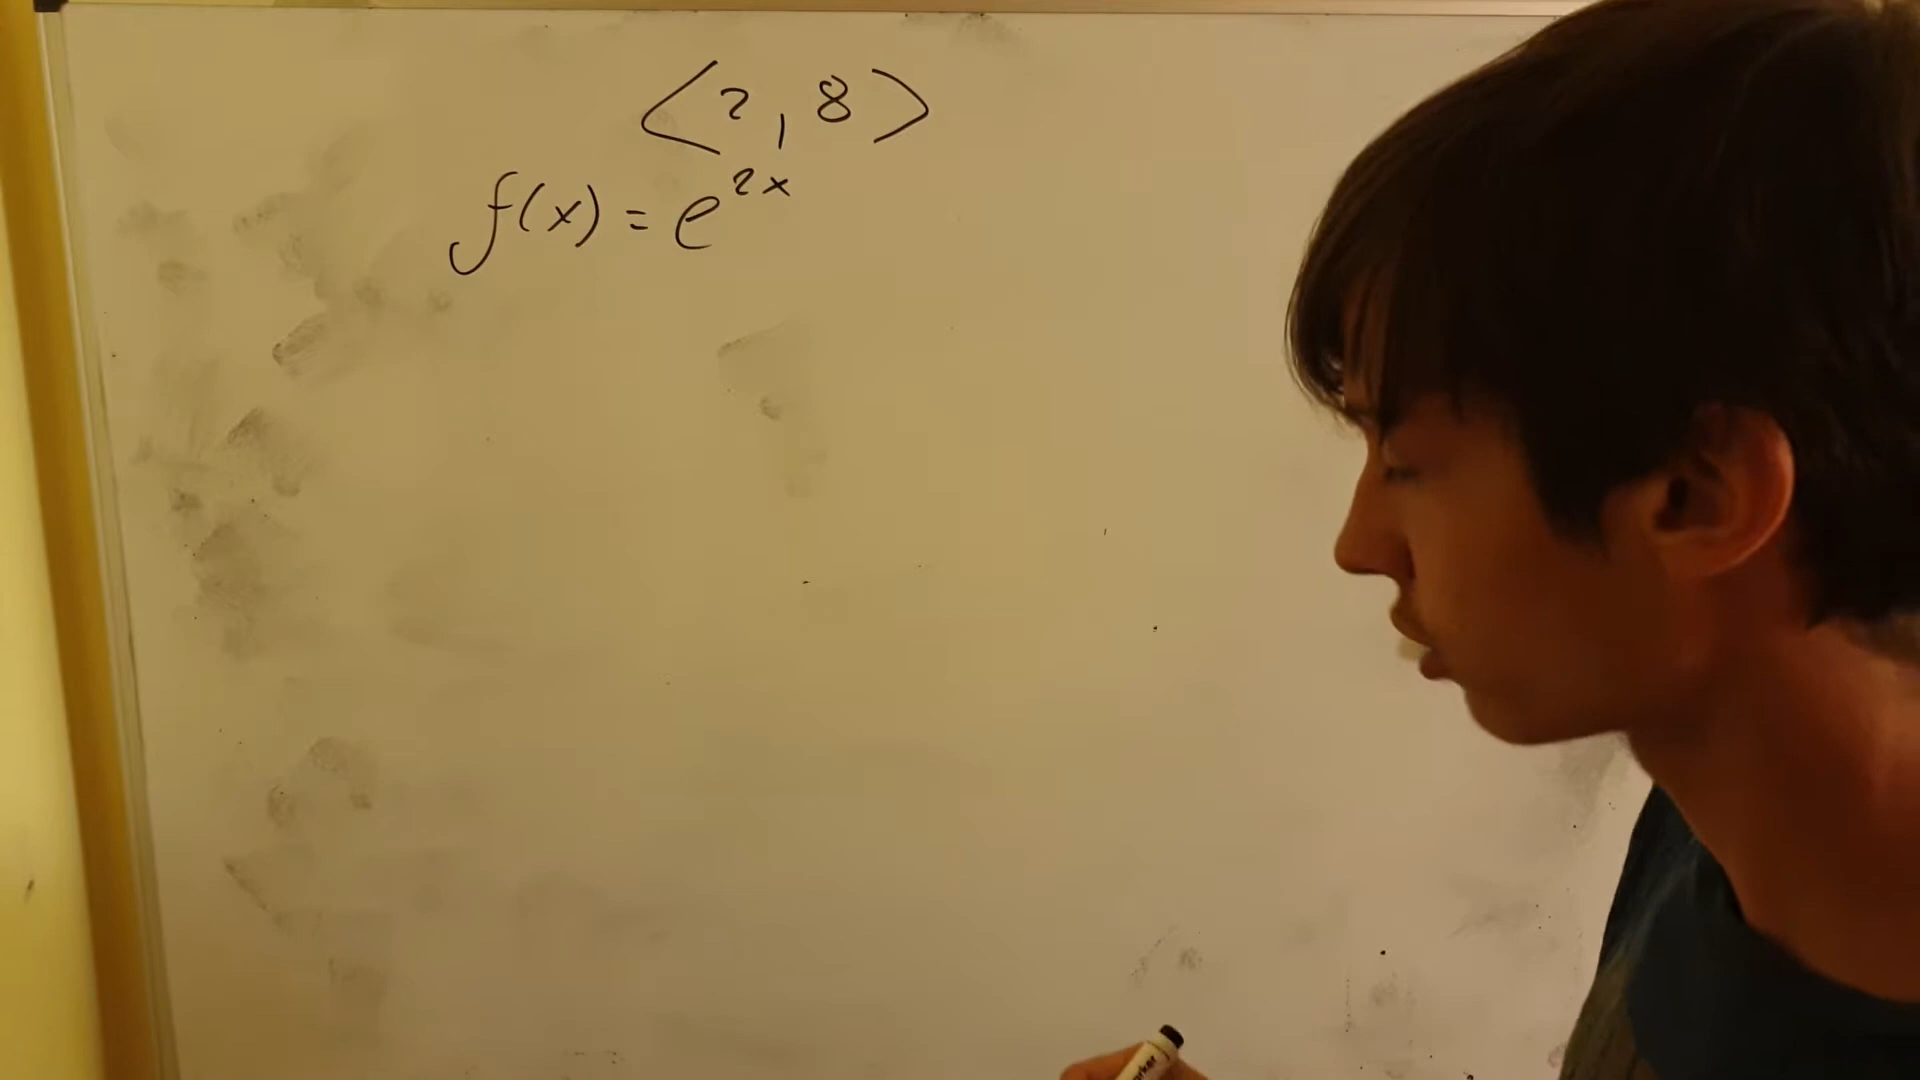 <2, 8>
f(x) = e^{2x}